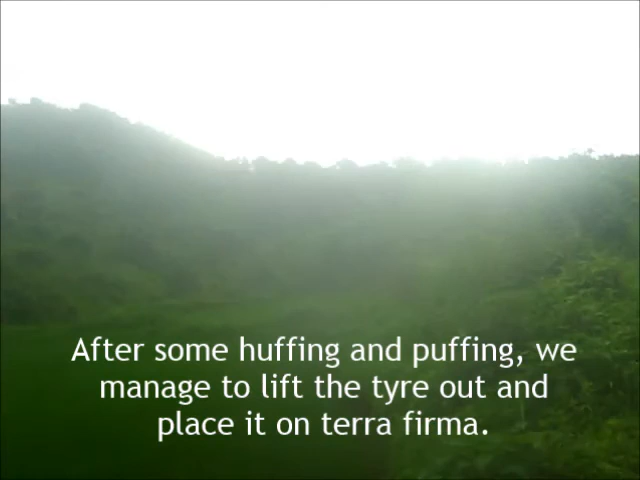 After some huffing and puffing, we
manage to lift the tyre out and
place it on terra firma.